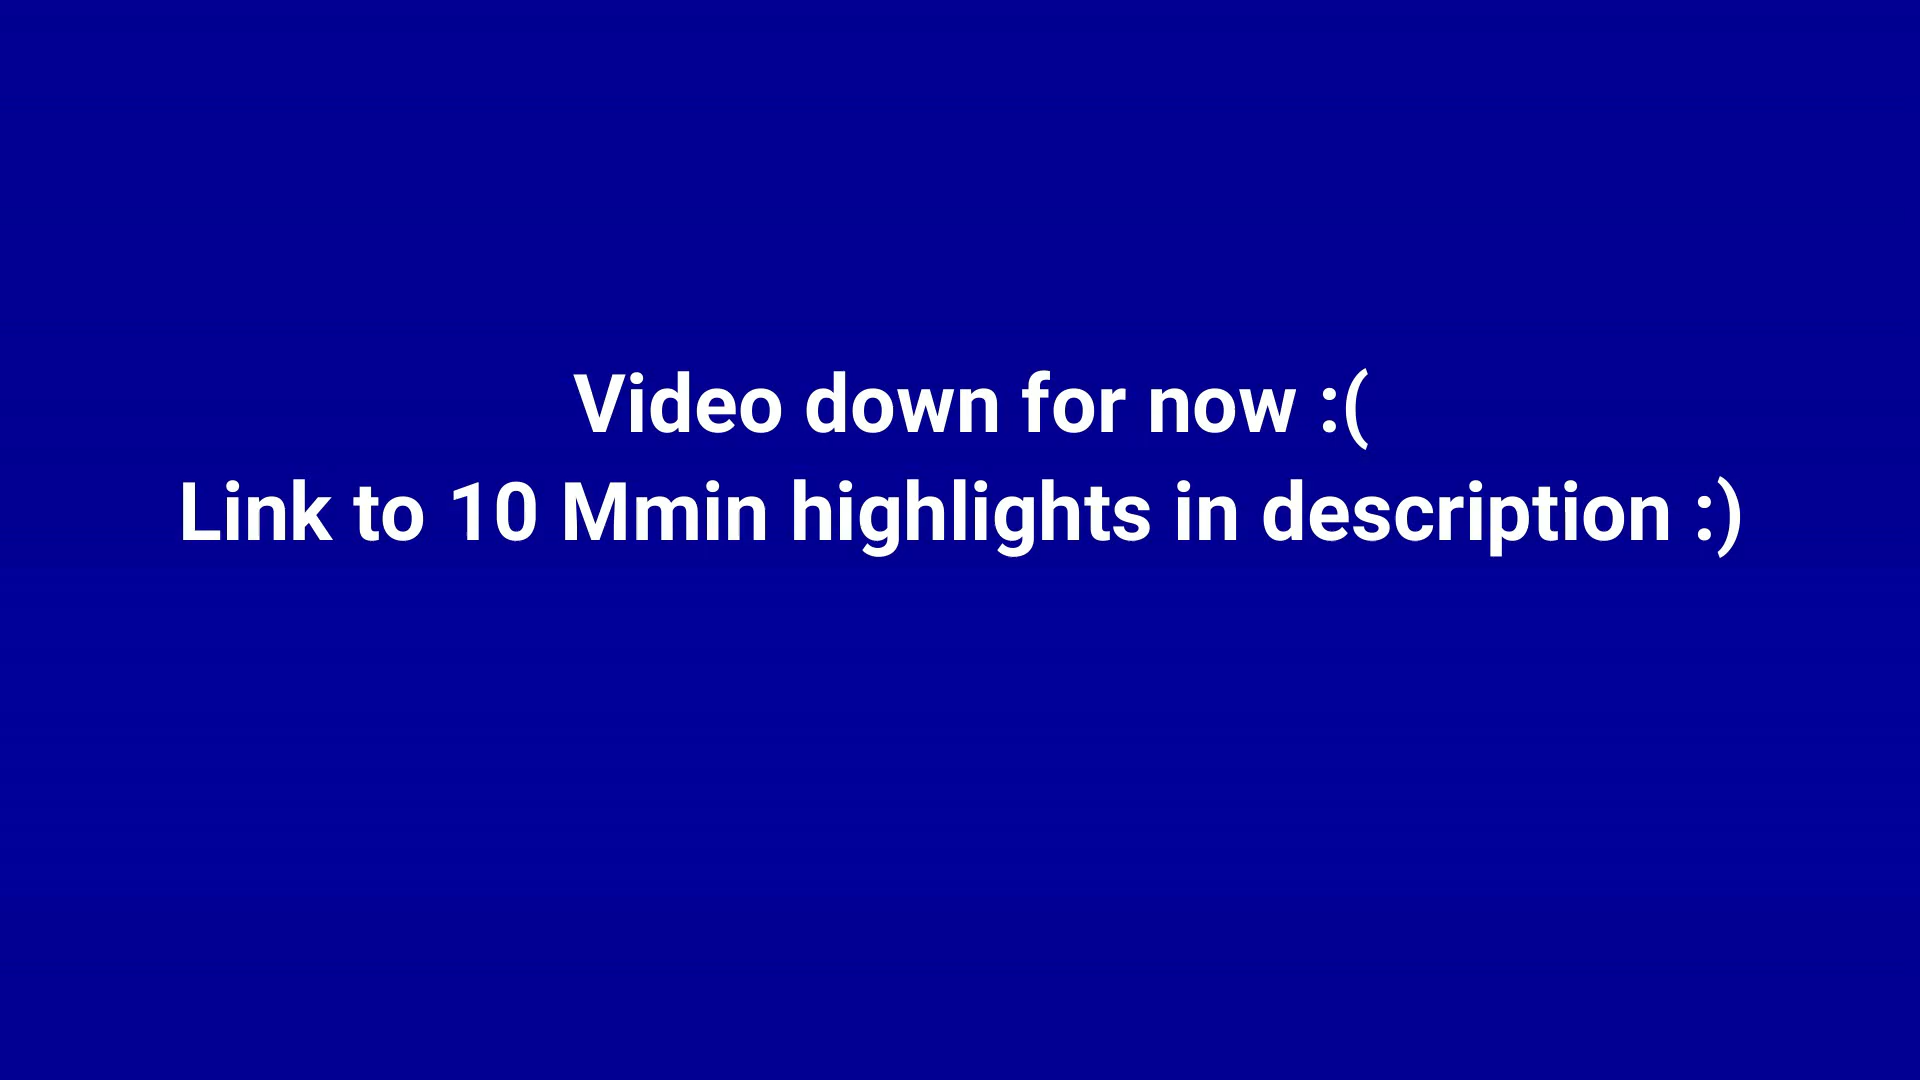 Video down for now :(
Link to 10 Mmin highlights in description :)